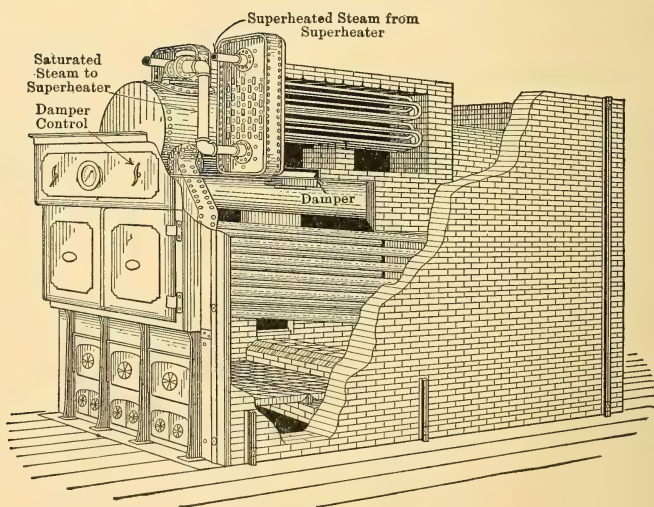 Superheated Steam from
Superheater
Saturated
Steam to
Superheater
Damper
Control
Damper